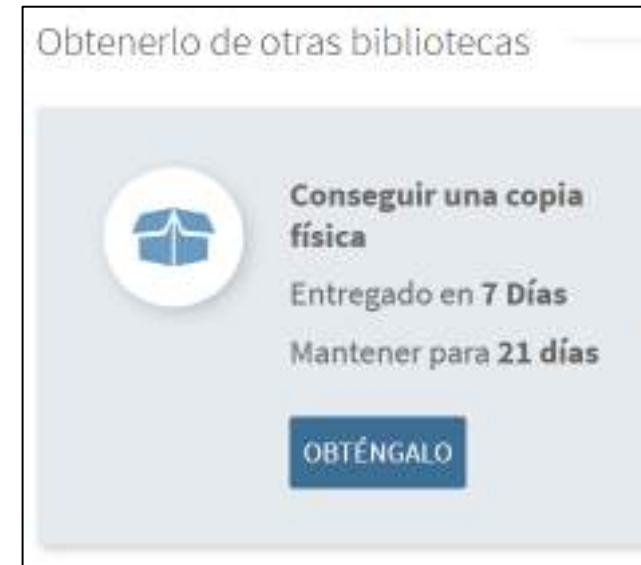 Obtenerlo de otras bibliotecas
Conseguir una copia
física
Entregado en 7 Días
Mantener para 21 días
OBTÉNGALO